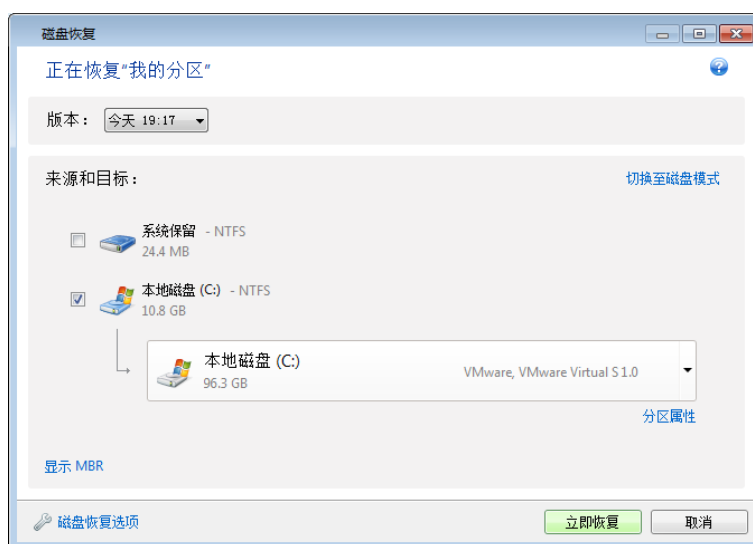 磁盘恢复
正在恢复"我的分区"
版本：
今天 19:17
来源和目标：
切换至磁盘模式
系统保留 - NTFS
24.4 MB
本地磁盘 (C:) - NTFS
10.8 GB
本地磁盘 (C:)
96.3 GB
VMware, VMware Virtual S 1.0
分区属性
显示 MBR
磁盘恢复选项
立即恢复
取消